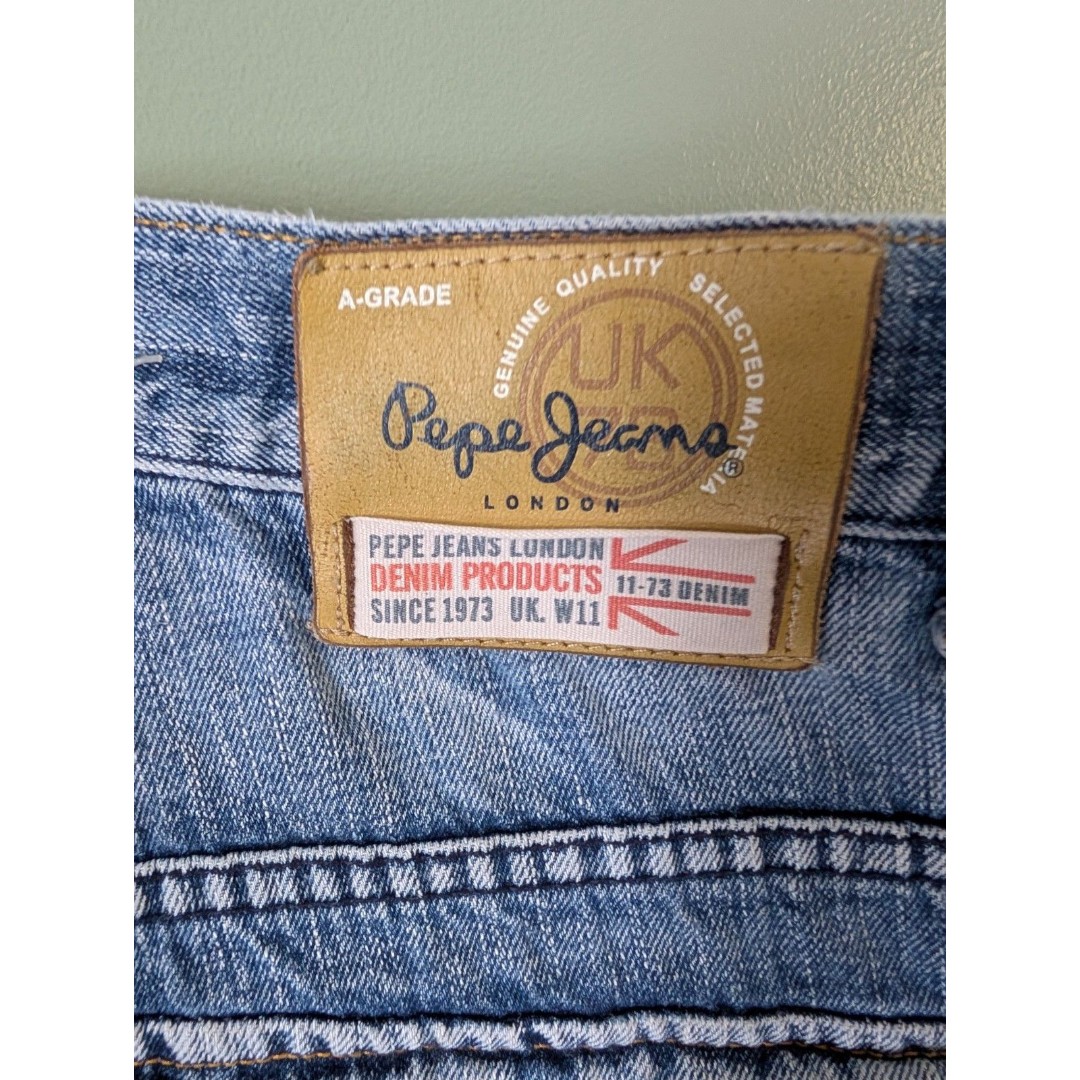 A-GRADE
GENUINE QUALITY SELECTED MATERIA
UK
73
Pepe Jeans®
LONDON
PEPE JEANS LONDON
DENIM PRODUCTS
SINCE 1973 UK. W11
11-73 DENIM